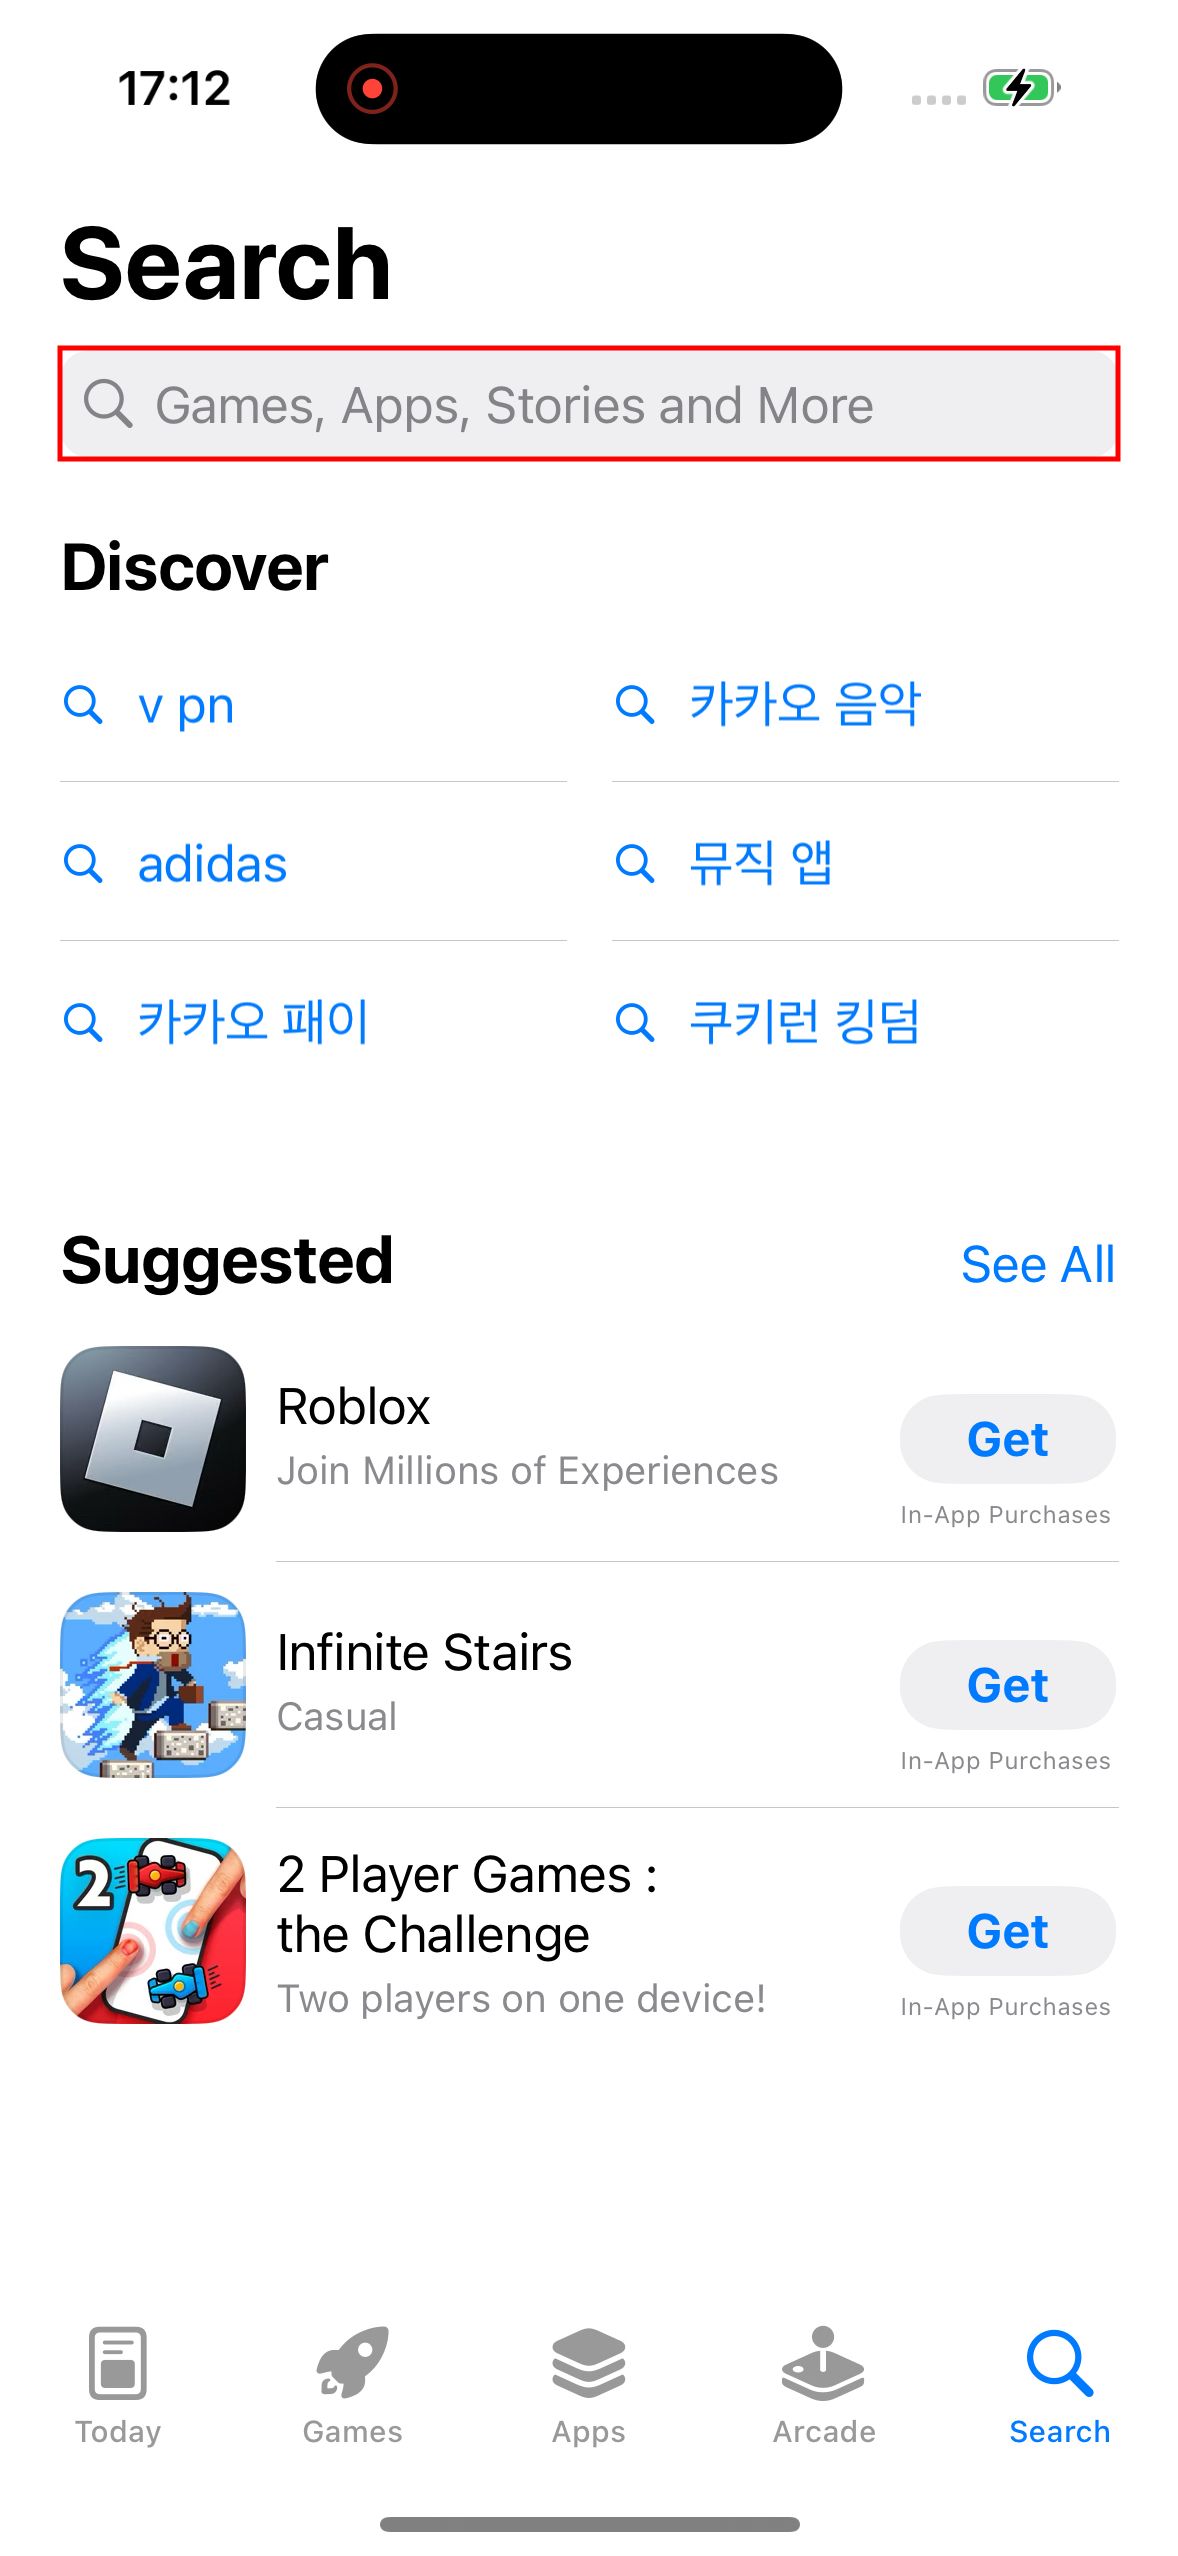 17:12
Search
Games, Apps, Stories and More
Discover
v pn
카카오 음악
adidas
뮤직 앱
카카오 패이
쿠키런 킹덤
Suggested
See All
Roblox
Join Millions of Experiences
Get
In-App Purchases
Infinite Stairs
Casual
Get
In-App Purchases
2
2 Player Games :
the Challenge
Two players on one device!
Get
In-App Purchases
Today
Games
Apps
Arcade
Search